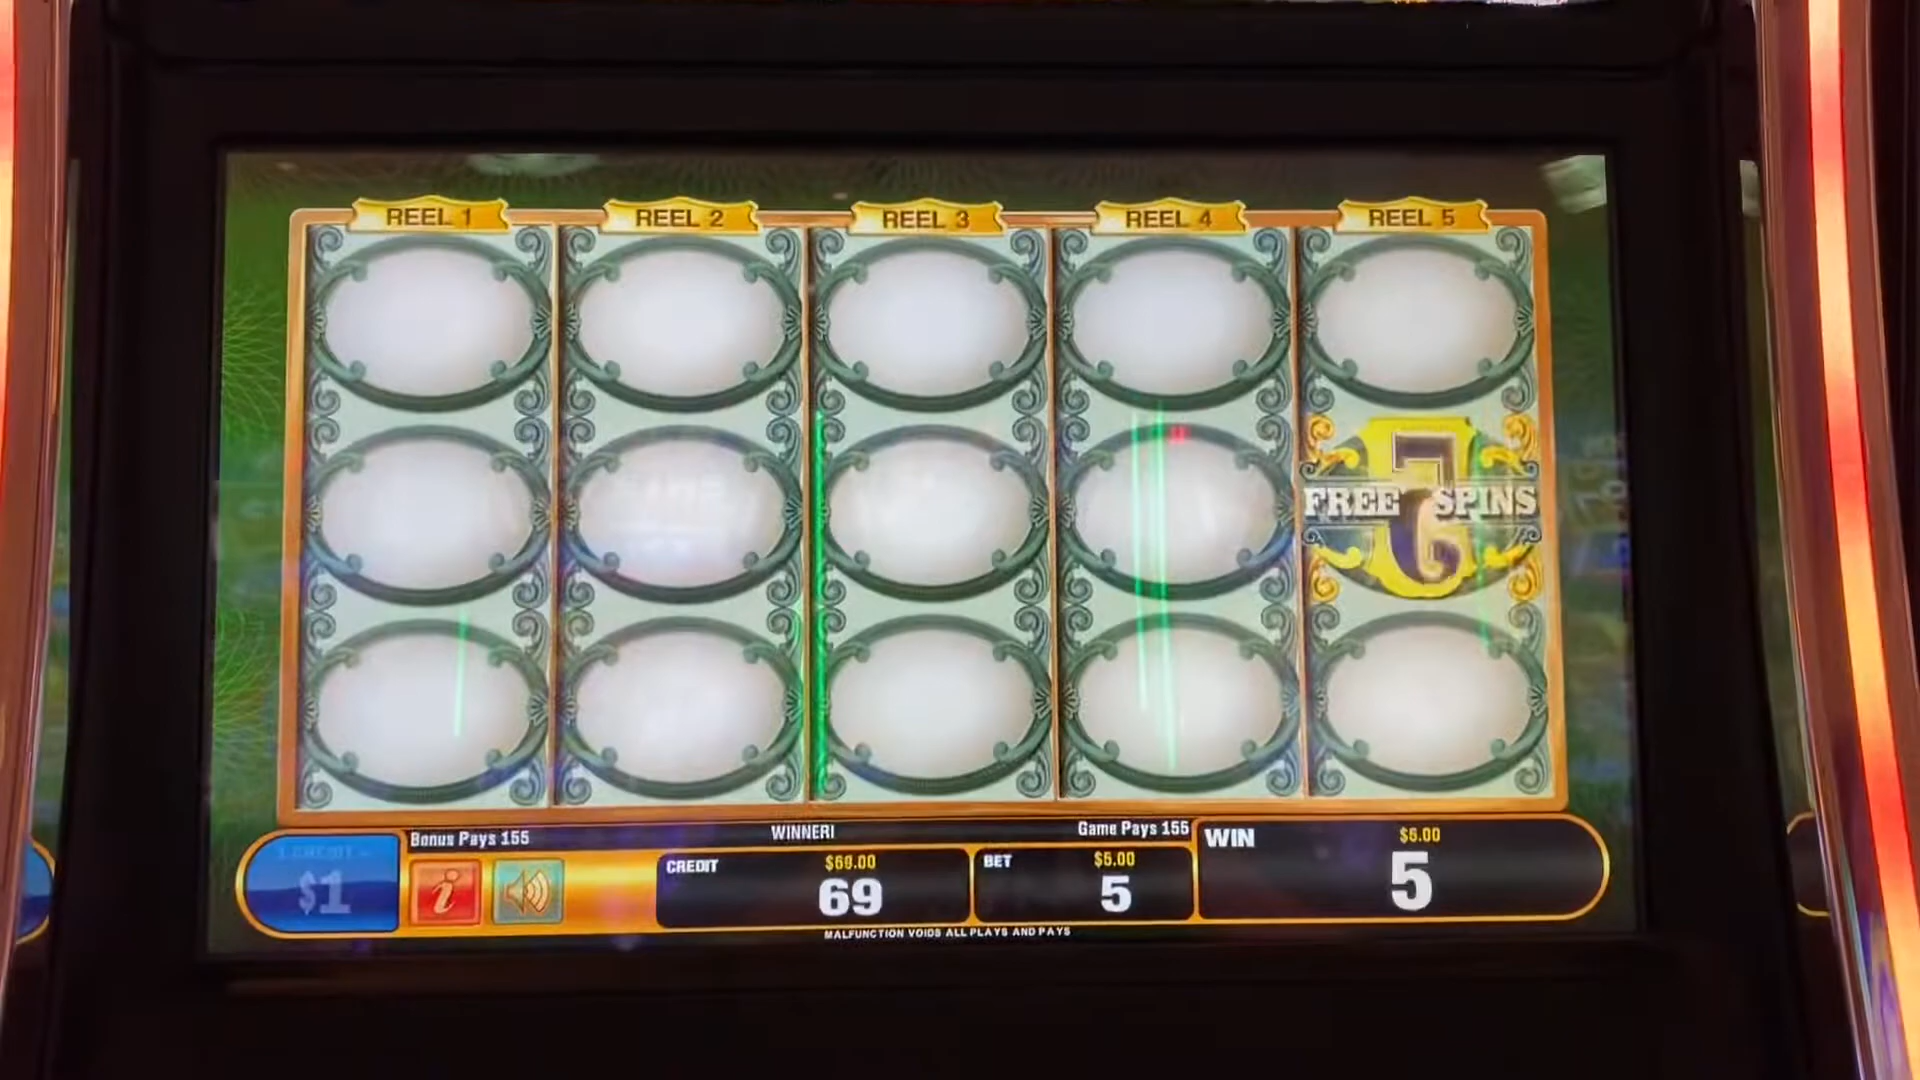 REEL 1 REEL 2 REEL 3 REEL 4 REEL 5
FREE 7 SPINS
Bonus Pays 155 WINNER! Game Pays 155
1 CREDIT =
$1
CREDIT $69.00
69
BET $5.00
5
WIN $5.00
5
MALFUNCTION VOIDS ALL PLAYS AND PAYS